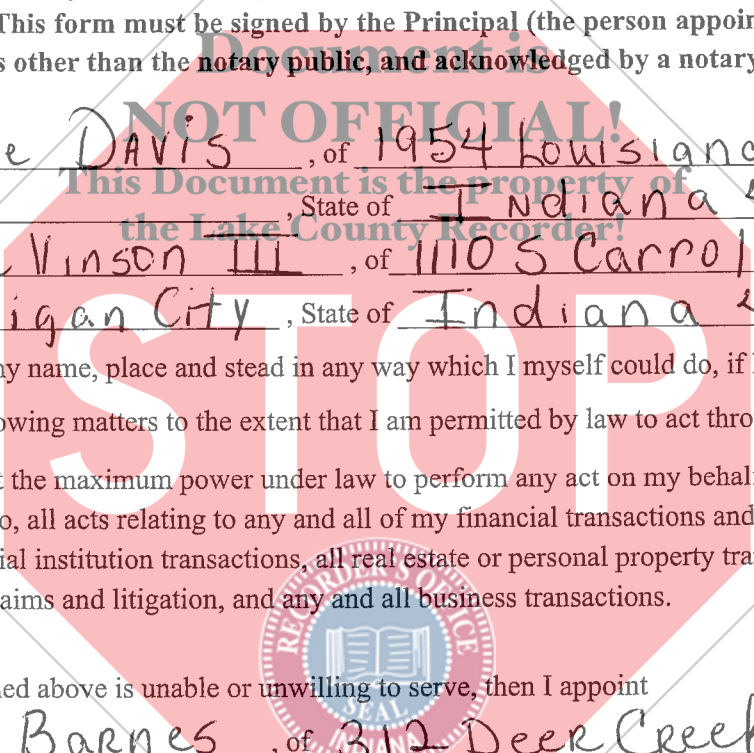 This form must be signed by the Principal (the person appoin
s other than the notary public, and acknowledged by a notary
Document is
NOT OFFICIAL!
e DAVIS , of 1954 Louisiana
This Document is the property of
, State of Indiana
the Lake County Recorder!
Vinson III , of 1110 S Carrol
igan City , State of Indiana
STOP
ny name, place and stead in any way which I myself could do, if
owing matters to the extent that I am permitted by law to act thro
t the maximum power under law to perform any act on my behal
o, all acts relating to any and all of my financial transactions and
ial institution transactions, all real estate or personal property tra
aims and litigation, and any and all business transactions.
RECORDER'S OFFICE
SEAL
INDIANA
ed above is unable or unwilling to serve, then I appoint
Barnes , of 312 Deer Creek